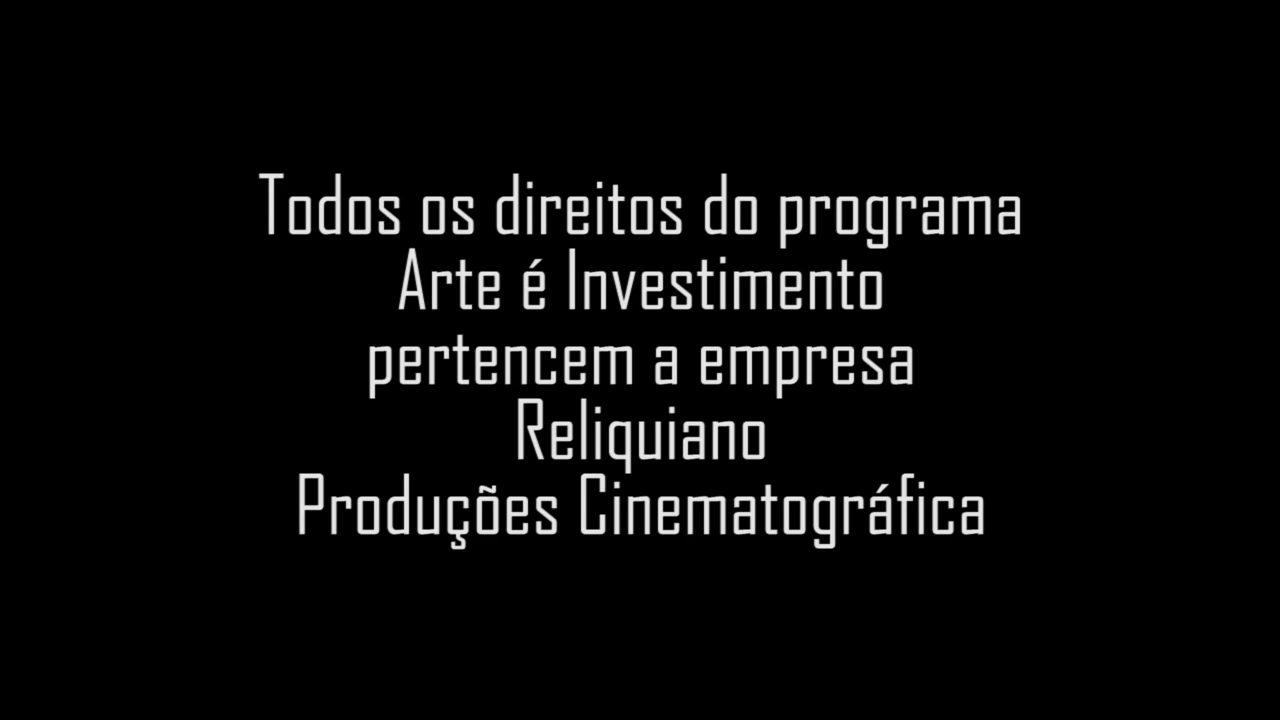 Todos os direitos do programa
Arte é Investimento
pertencem a empresa
Reliquiano
Produções Cinematográfica